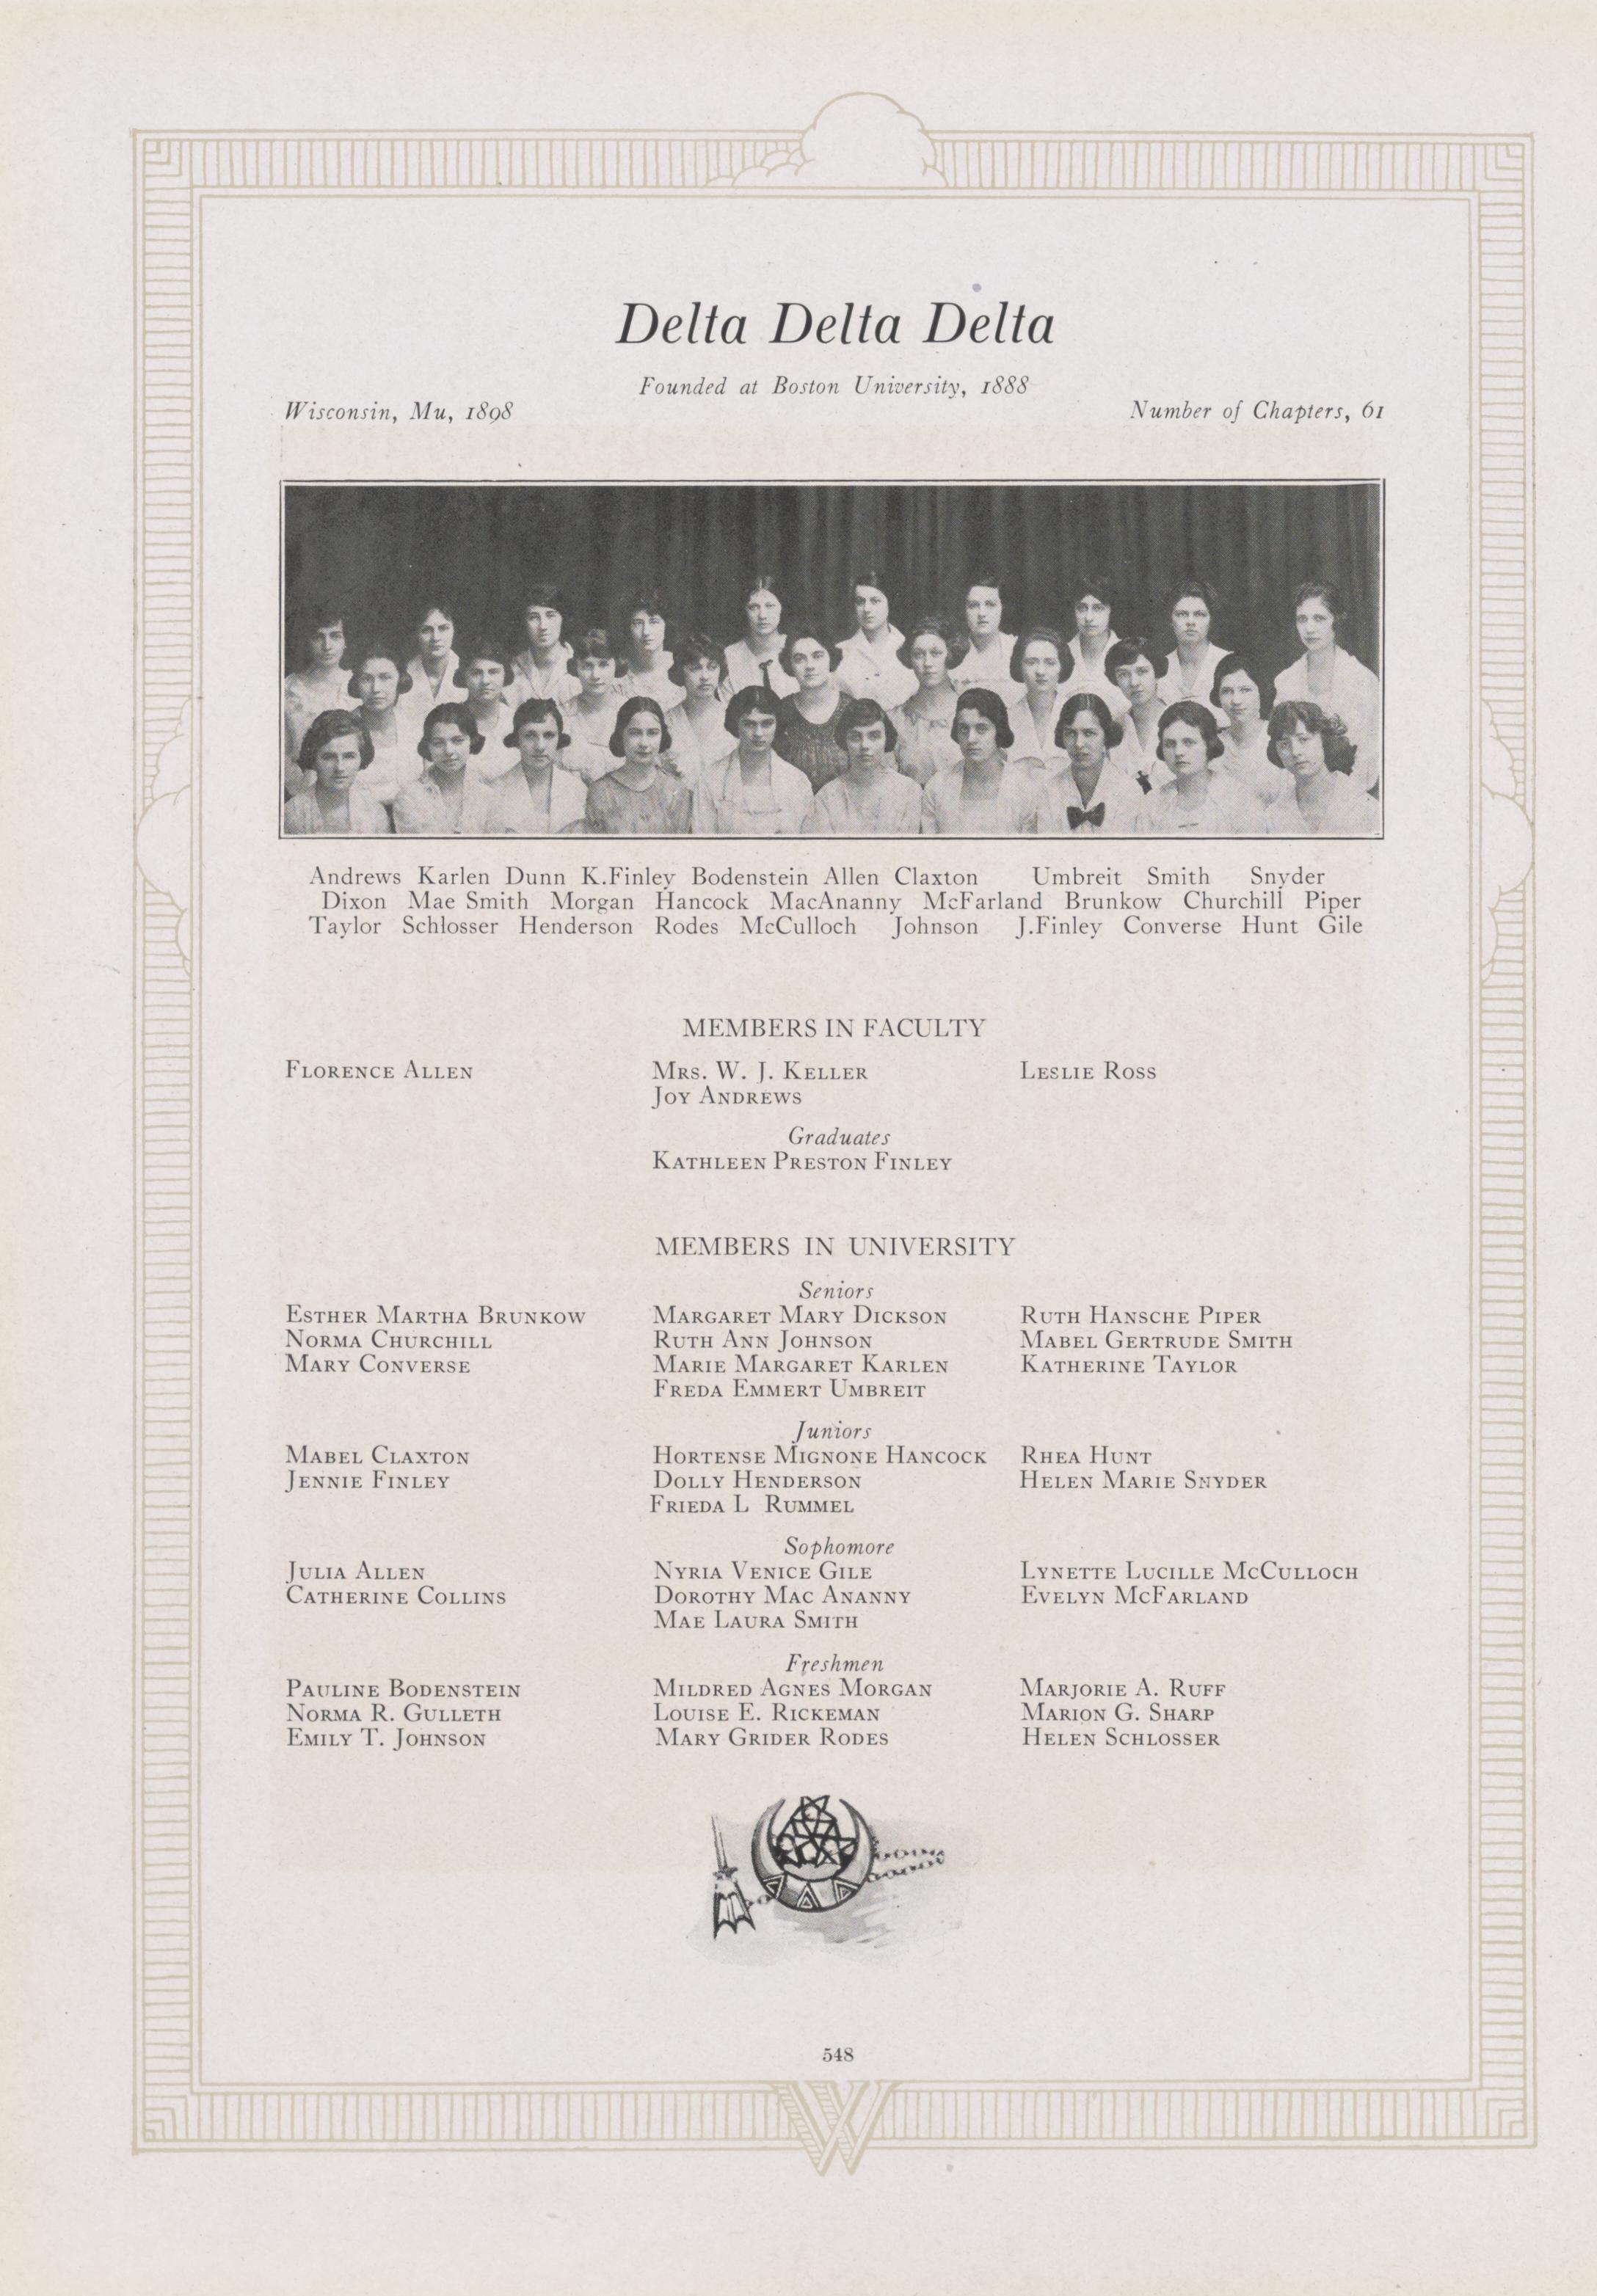 Delta Delta Delta
Founded at Boston University, 1888
Wisconsin, Mu, 1898 Number of Chapters, 61
Andrews Karlen Dunn K.Finley Bodenstein Allen Claxton Umbreit Smith Snyder
Dixon Mae Smith Morgan Hancock MacAnanny McFarland Brunkow Churchill Piper
Taylor Schlosser Henderson Rodes McCulloch Johnson J.Finley Converse Hunt Gile
MEMBERS IN FACULTY
FLORENCE ALLEN MRS. W. J. KELLER LESLIE ROSS
JOY ANDREWS
Graduates
KATHLEEN PRESTON FINLEY
MEMBERS IN UNIVERSITY
Seniors
ESTHER MARTHA BRUNKOW MARGARET MARY DICKSON RUTH HANSCHE PIPER
NORMA CHURCHILL RUTH ANN JOHNSON MABEL GERTRUDE SMITH
MARY CONVERSE MARIE MARGARET KARLEN KATHERINE TAYLOR
FREDA EMMERT UMBREIT
Juniors
MABEL CLAXTON HORTENSE MIGNONE HANCOCK RHEA HUNT
JENNIE FINLEY DOLLY HENDERSON HELEN MARIE SNYDER
FRIEDA L RUMMEL
Sophomore
JULIA ALLEN NYRIA VENICE GILE LYNETTE LUCILLE MCCULLOCH
CATHERINE COLLINS DOROTHY MAC ANANNY EVELYN MCFARLAND
MAE LAURA SMITH
Freshmen
PAULINE BODENSTEIN MILDRED AGNES MORGAN MARJORIE A. RUFF
NORMA R. GULLETH LOUISE E. RICKEMAN MARION G. SHARP
EMILY T. JOHNSON MARY GRIDER RODES HELEN SCHLOSSER
548
W